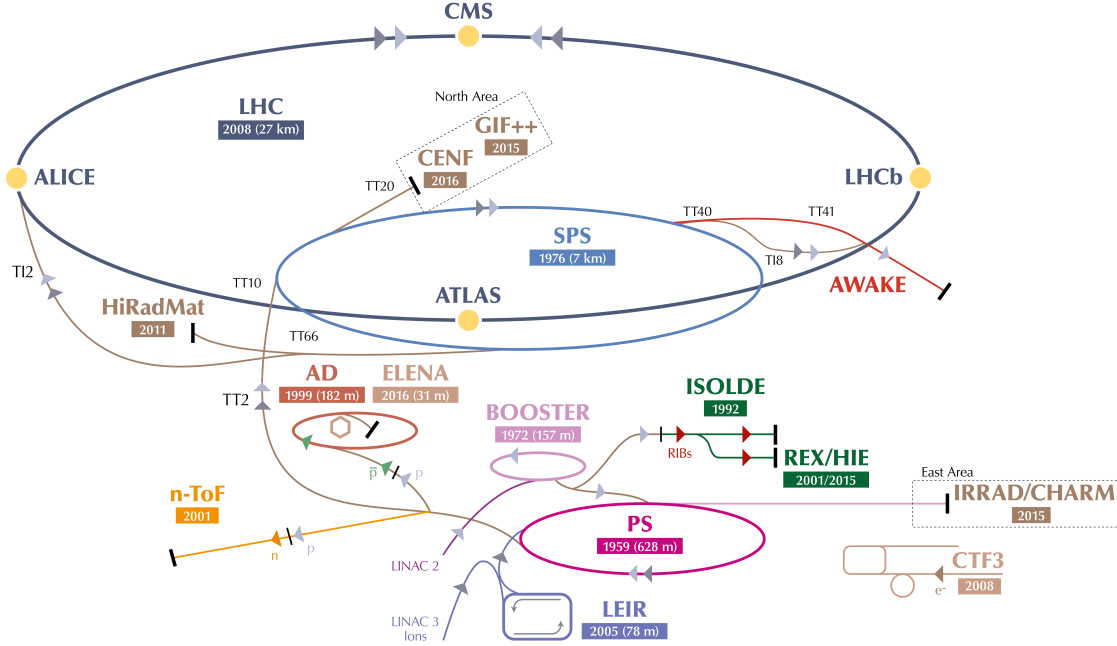 CMS
LHC
2008 (27 km)
North Area
GIF++
2015
CENF
2016
ALICE
LHCb
TT20
TT40
TT41
SPS
1976 (7 km)
TI8
TI2
TT10
AWAKE
ATLAS
HiRadMat
2011
TT66
AD
1999 (182 m)
ELENA
2016 (31 m)
TT2
ISOLDE
1992
BOOSTER
1972 (157 m)
RIBs
REX/HIE
2001/2015
p̅
p
East Area
IRRAD/CHARM
2015
n-ToF
2001
n
p
PS
1959 (628 m)
LINAC 2
CTF3
2008
e-
LINAC 3
Ions
LEIR
2005 (78 m)